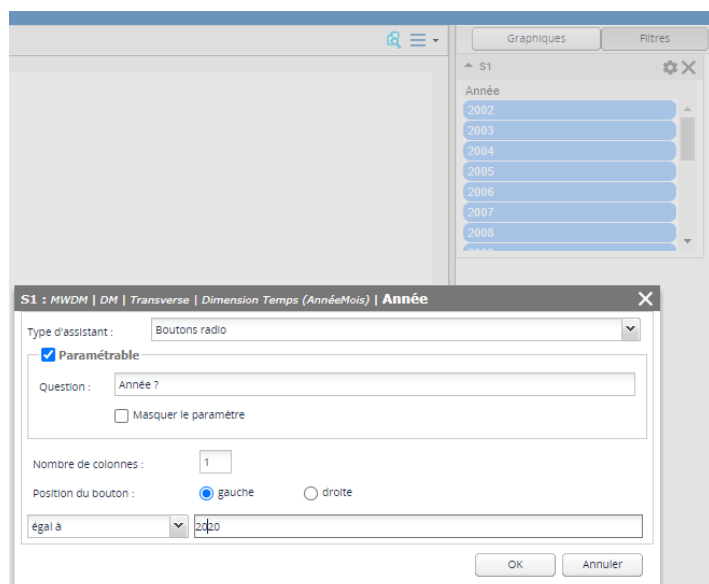 Graphiques Filtres
S1
Année
2002
2003
2004
2005
2006
2007
2008
S1 : MWDM | DM | Transverse | Dimension Temps (AnnéeMois) | Année
Type d'assistant : Boutons radio
Paramétrable
Question : Année ?
Masquer le paramètre
Nombre de colonnes : 1
Position du bouton : gauche droite
égal à 2020
OK Annuler